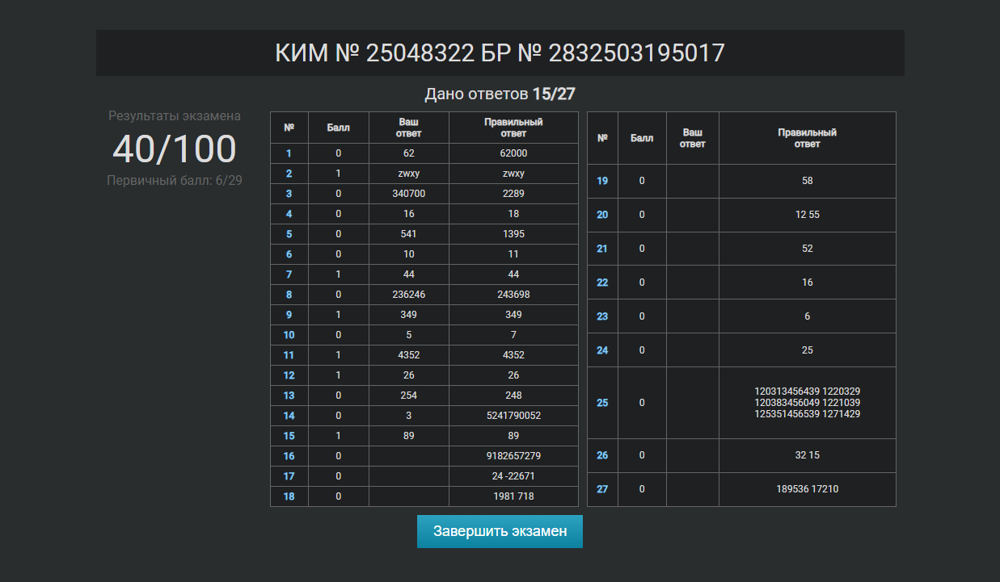 КИМ № 25048322 БР № 2832503195017
Дано ответов 15/27
Результаты экзамена
40/100
Первичный балл: 6/29
№ Балл Ваш ответ Правильный ответ
1 0 62 62000
2 1 zwxy zwxy
3 0 340700 2289
4 0 16 18
5 0 541 1395
6 0 10 11
7 1 44 44
8 0 236246 243698
9 1 349 349
10 0 5 7
11 1 4352 4352
12 1 26 26
13 0 254 248
14 0 3 5241790052
15 1 89 89
16 0 9182657279
17 0 24 -22671
18 0 1981 718
№ Балл Ваш ответ Правильный ответ
19 0 58
20 0 12 55
21 0 52
22 0 16
23 0 6
24 0 25
25 0 120313456439 1220329
120383456049 1221039
125351456539 1271429
26 0 32 15
27 0 189536 17210
Завершить экзамен